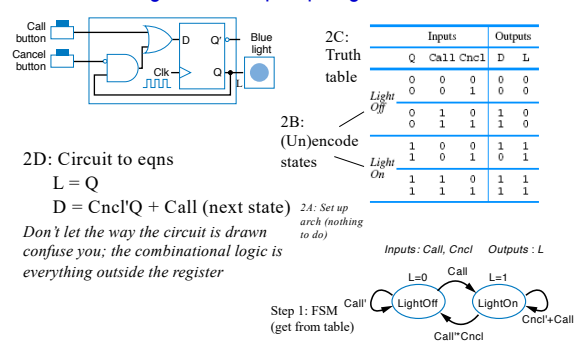 Call
button
Cancel
button
D
Q'
Blue
light
Clk
Q
L
2C:
Truth
table
Inputs
Outputs
Q Call Cncl D L
0 0 0 0 0
0 0 1 0 0
Light
Off
0 1 0 1 0
0 1 1 1 0
2B:
(Un)encode
states
1 0 0 1 1
1 0 1 0 1
Light
On
1 1 0 1 1
1 1 1 1 1
2D: Circuit to eqns
L = Q
D = Cncl'Q + Call (next state)
2A: Set up
arch (nothing
to do)
Don't let the way the circuit is drawn
confuse you; the combinational logic is
everything outside the register
Inputs: Call, Cncl Outputs : L
Step 1: FSM
(get from table)
L=0
Call
L=1
Call'
LightOff
LightOn
Cncl'+Call
Call'*Cncl